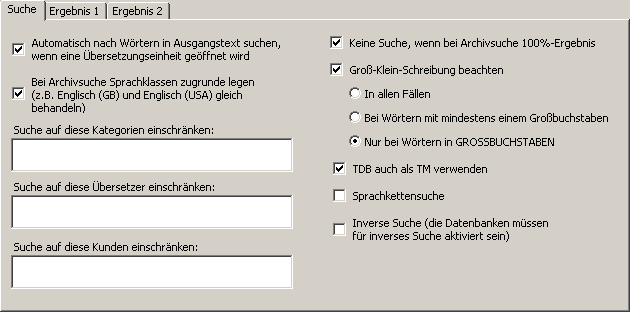 Suche
Ergebnis 1
Ergebnis 2
Automatisch nach Wörtern in Ausgangstext suchen,
wenn eine Übersetzungseinheit geöffnet wird
Bei Archivsuche Sprachklassen zugrunde legen
(z.B. Englisch (GB) und Englisch (USA) gleich
behandeln)
Suche auf diese Kategorien einschränken:
Suche auf diese Übersetzer einschränken:
Suche auf diese Kunden einschränken:
Keine Suche, wenn bei Archivsuche 100%-Ergebnis
Groß-Klein-Schreibung beachten
In allen Fällen
Bei Wörtern mit mindestens einem Großbuchstaben
Nur bei Wörtern in GROSSBUCHSTABEN
TDB auch als TM verwenden
Sprachkettensuche
Inverse Suche (die Datenbanken müssen
für inverses Suche aktiviert sein)